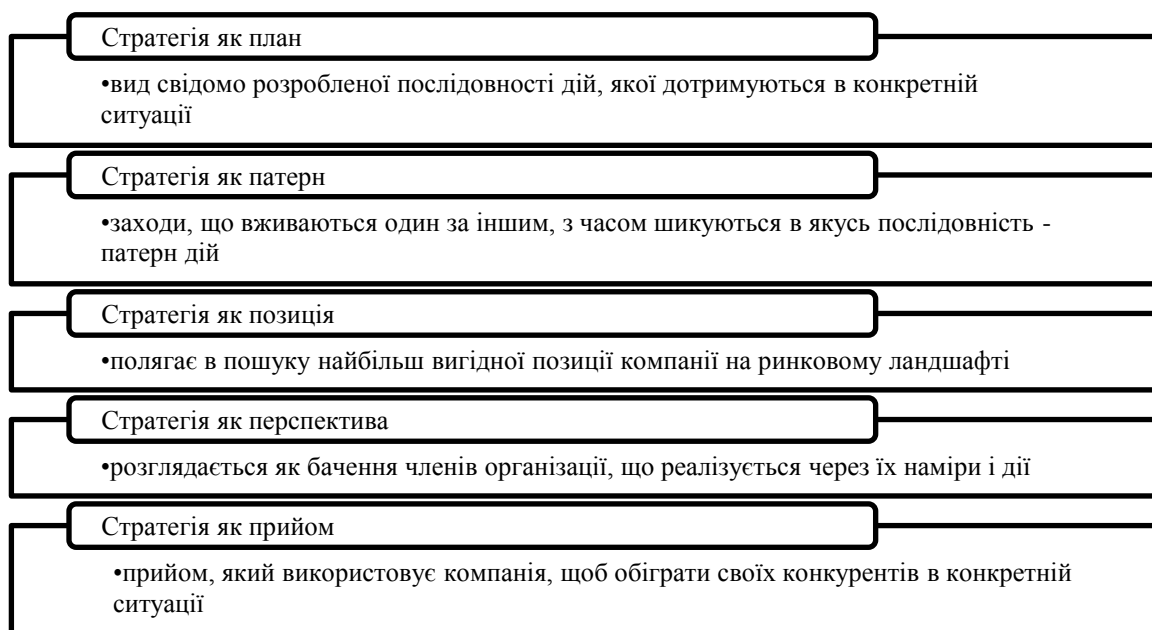 Стратегія як план
•вид свідомо розробленої послідовності дій, якої дотримуються в конкретній
ситуації
Стратегія як патерн
•заходи, що вживаються один за іншим, з часом шикуються в якусь послідовність -
патерн дій
Стратегія як позиція
•полягає в пошуку найбільш вигідної позиції компанії на ринковому ландшафті
Стратегія як перспектива
•розглядається як бачення членів організації, що реалізується через їх наміри і дії
Стратегія як прийом
•прийом, який використовує компанія, щоб обіграти своїх конкурентів в конкретній
ситуації